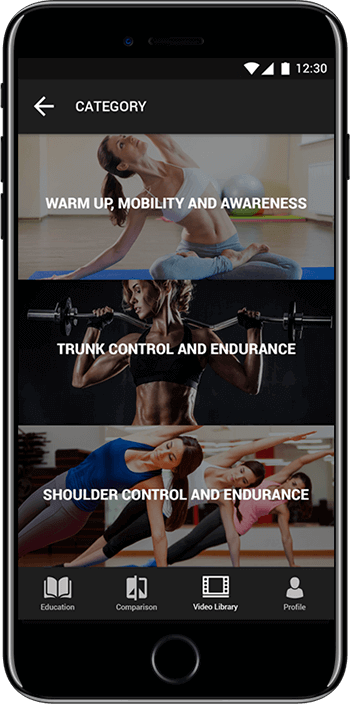 12:30
CATEGORY
WARM UP, MOBILITY AND AWARENESS
TRUNK CONTROL AND ENDURANCE
SHOULDER CONTROL AND ENDURANCE
Education Comparison Video Library Profile